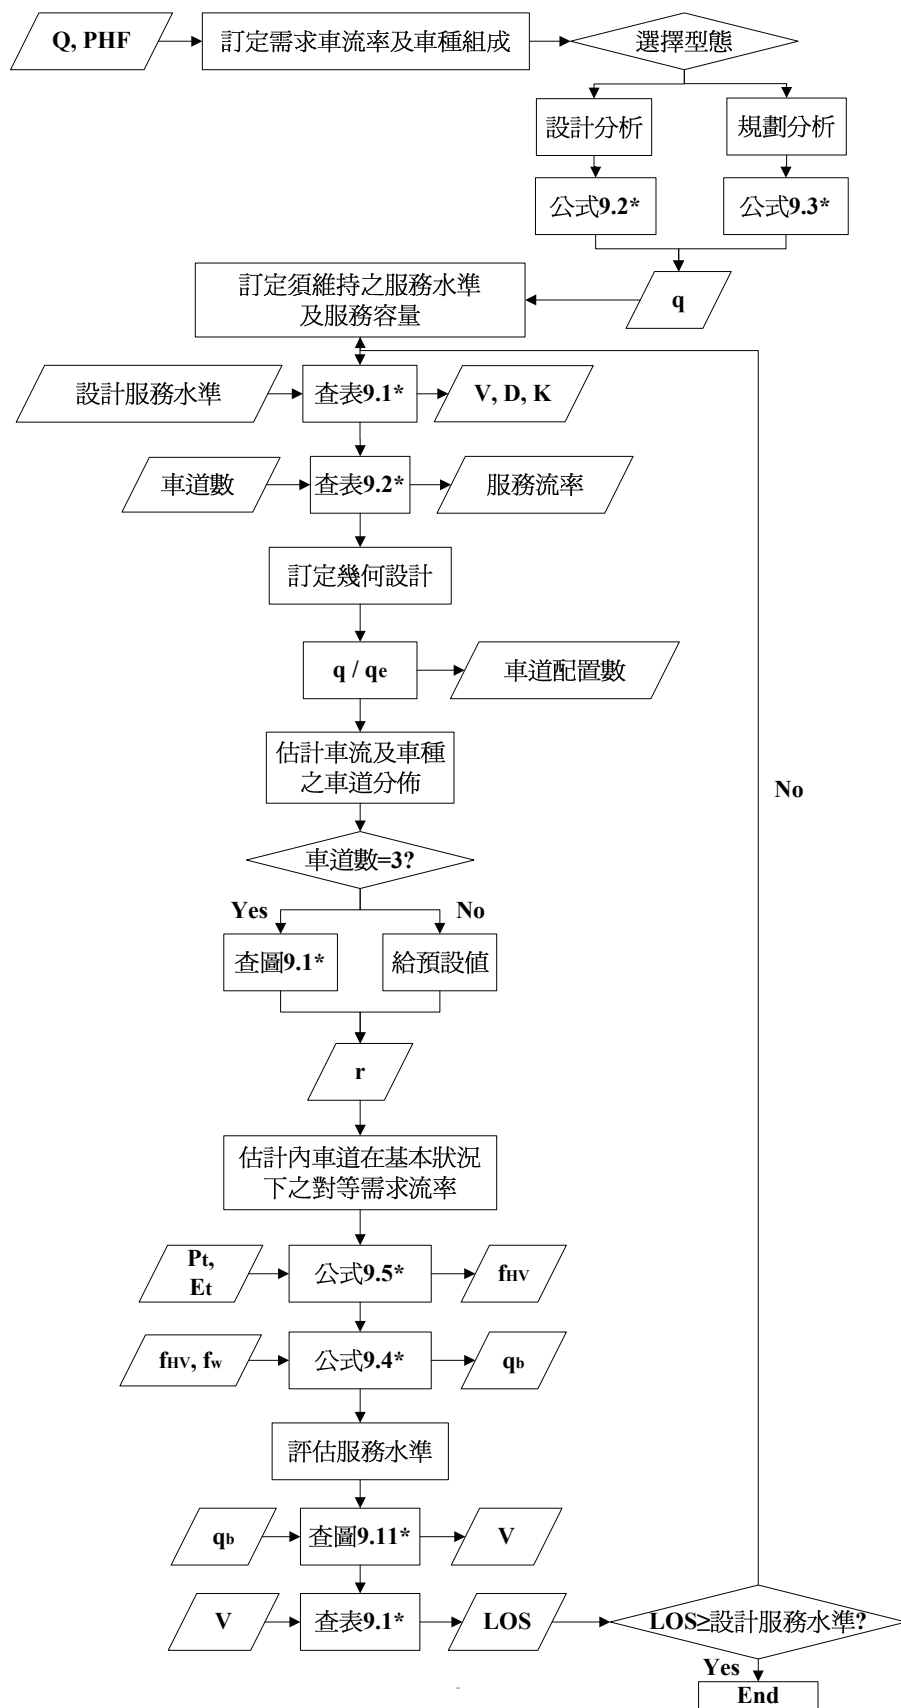 Q, PHF
訂定需求車流率及車種組成
選擇型態
設計分析
規劃分析
公式9.2*
公式9.3*
q
訂定須維持之服務水準
及服務容量
設計服務水準
查表9.1*
V, D, K
車道數
查表9.2*
服務流率
訂定幾何設計
q / qe
車道配置數
估計車流及車種
之車道分佈
No
車道數=3?
Yes
No
查圖9.1*
給預設值
r
估計內車道在基本狀況
下之對等需求流率
Pt,
Et
公式9.5*
fHV
fHV, fw
公式9.4*
qb
評估服務水準
qb
查圖9.11*
V
V
查表9.1*
LOS
LOS≥設計服務水準?
Yes
End